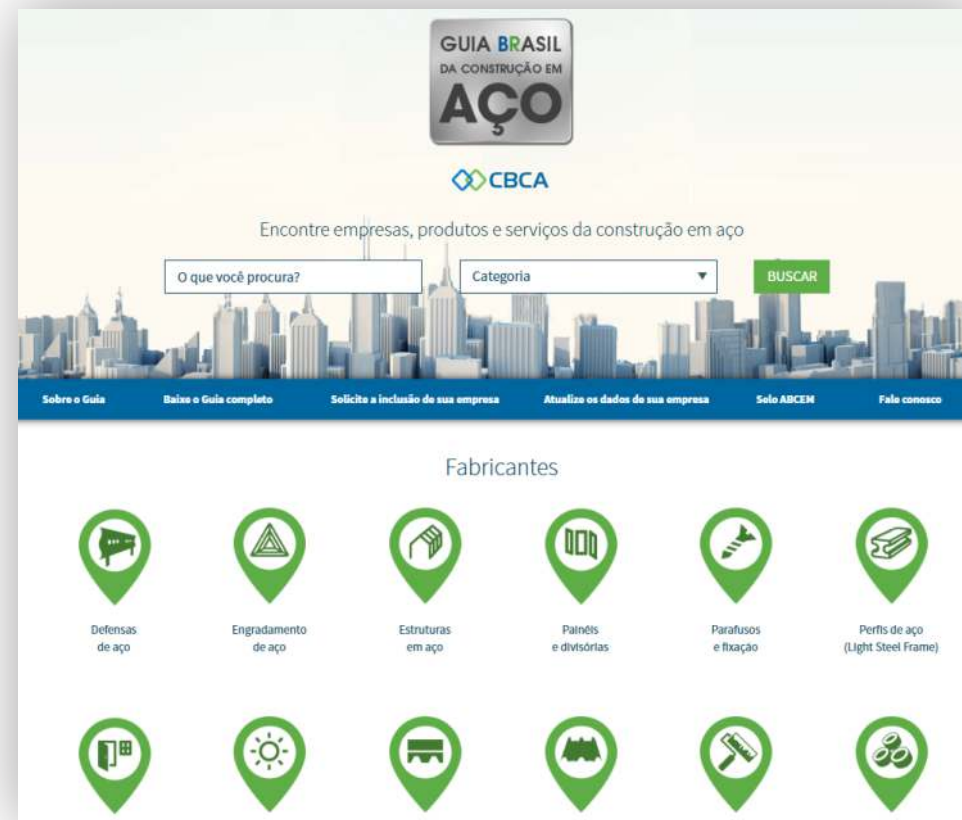 GUIA BRASIL
DA CONSTRUÇÃO EM
AÇO
CBCA
Encontre empresas, produtos e serviços da construção em aço
O que você procura?
Categoria
BUSCAR
Sobre o Guia
Baixe o Guia completo
Solicite a inclusão de sua empresa
Atualize os dados de sua empresa
Selo ABCEM
Fale conosco
Fabricantes
Defensas
de aço
Engradamento
de aço
Estruturas
em aço
Painéis
e divisórias
Parafusos
e fixação
Perfis de aço
(Light Steel Frame)